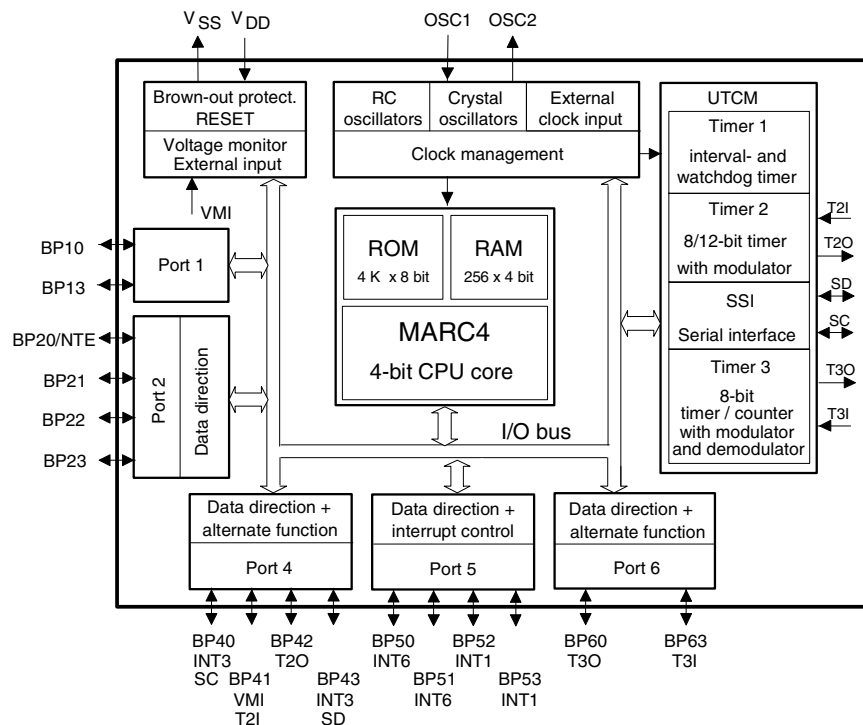 VSS
VDD
OSC1
OSC2
Brown-out protect.
RESET
Voltage monitor
External input
VMI
RC
oscillators
Crystal
oscillators
External
clock input
Clock management
UTCM
Timer 1
interval- and
watchdog timer
Timer 2
8/12-bit timer
with modulator
SSI
Serial interface
Timer 3
8-bit
timer / counter
with modulator
and demodulator
T2I
T2O
SD
SC
T3O
T3I
ROM
4 K x 8 bit
RAM
256 x 4 bit
MARC4
4-bit CPU core
I/O bus
BP10
BP13
Port 1
BP20/NTE
BP21
BP22
BP23
Port 2
Data direction
Data direction +
alternate function
Port 4
Data direction +
interrupt control
Port 5
Data direction +
alternate function
Port 6
BP40
INT3
SC
BP41
VMI
T2I
BP42
T2O
BP43
INT3
SD
BP50
INT6
BP51
INT6
BP52
INT1
BP53
INT1
BP60
T3O
BP63
T3I